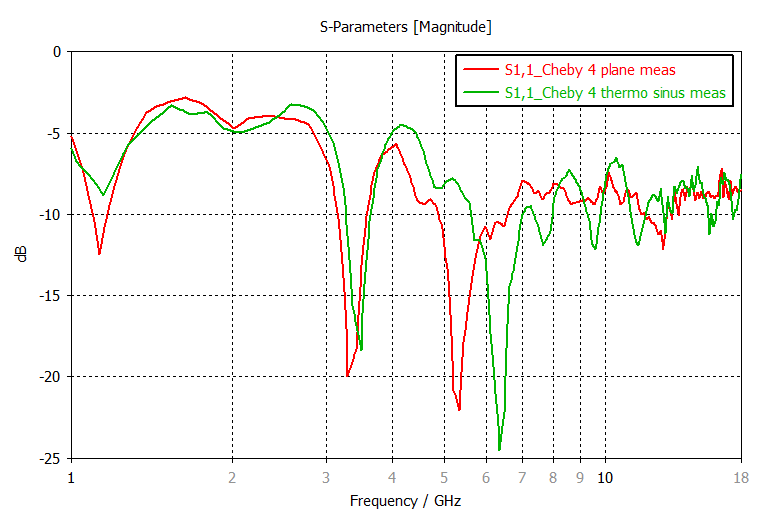 S-Parameters [Magnitude]
S1,1_Cheby 4 plane meas
S1,1_Cheby 4 thermo sinus meas
0
-5
-10
-15
-20
-25
dB
1 2 3 4 5 6 7 8 9 10 18
Frequency / GHz